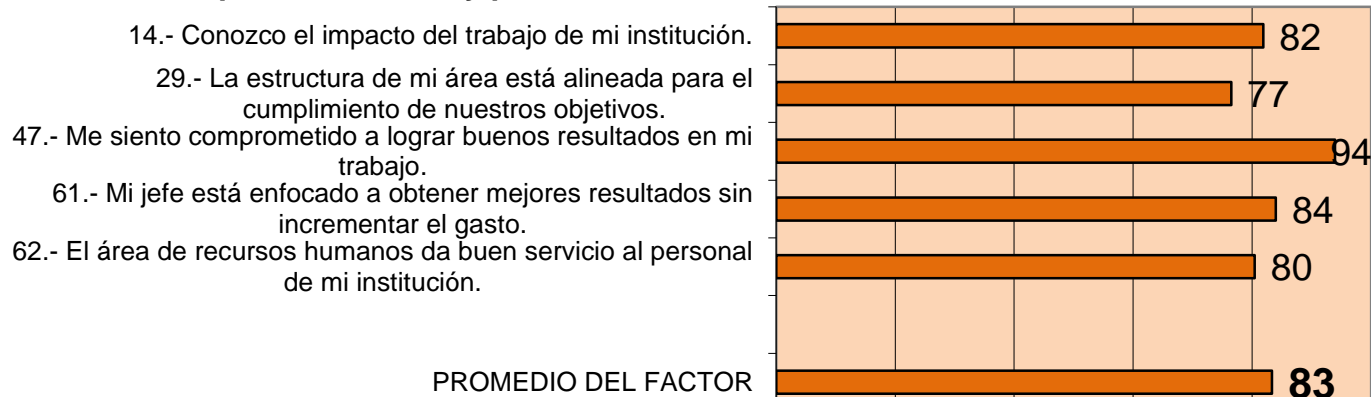 14.- Conozco el impacto del trabajo de mi institución. 82
29.- La estructura de mi área está alineada para el
cumplimiento de nuestros objetivos. 77
47.- Me siento comprometido a lograr buenos resultados en mi
trabajo. 94
61.- Mi jefe está enfocado a obtener mejores resultados sin
incrementar el gasto. 84
62.- El área de recursos humanos da buen servicio al personal
de mi institución. 80
PROMEDIO DEL FACTOR 83